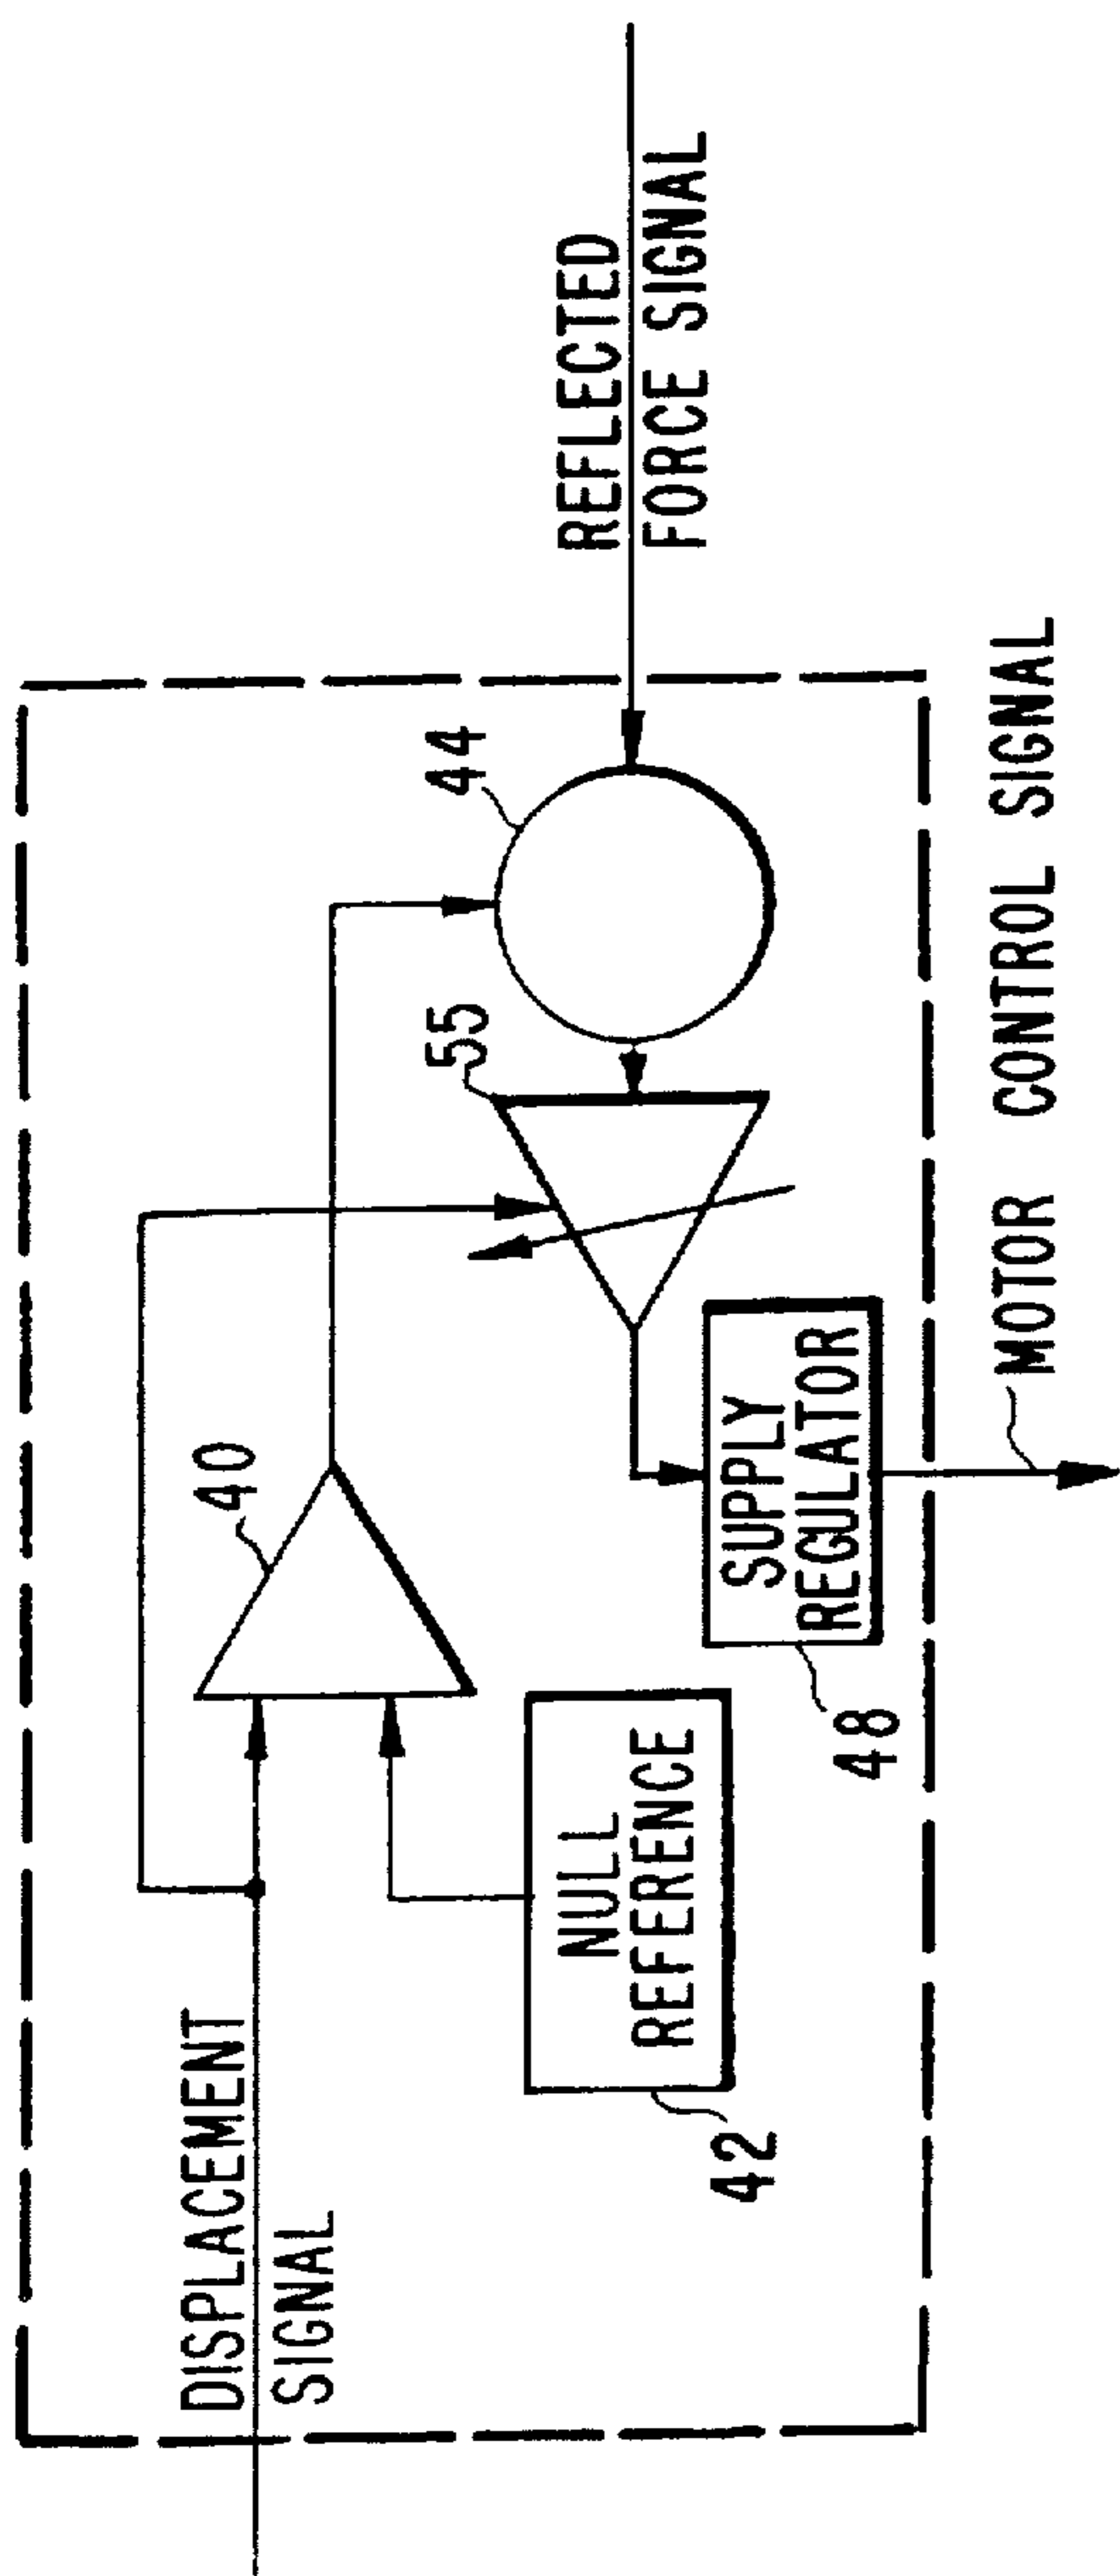 DISPLACEMENT
SIGNAL
40
55
44
REFLECTED
FORCE SIGNAL
NULL
REFERENCE
42
SUPPLY
REGULATOR
48
MOTOR CONTROL SIGNAL